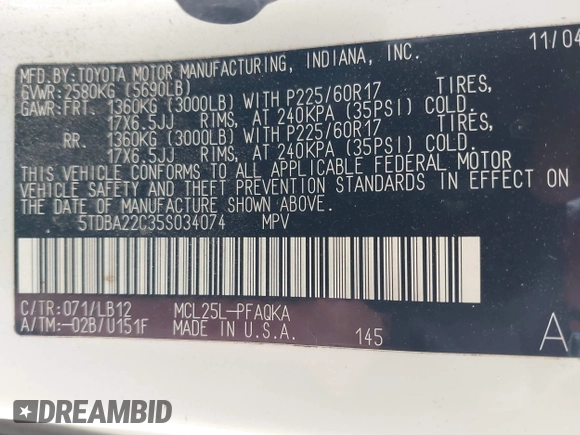 MFD.BY:TOYOTA MOTOR MANUFACTURING, INDIANA, INC. 11/04
GVWR:2580KG (5690LB)
GAWR:FRT. 1360KG (3000LB) WITH P225/60R17 TIRES,
17X6.5JJ RIMS, AT 240KPA (35PSI) COLD.
RR. 1360KG (3000LB) WITH P225/60R17 TIRES,
17X6.5JJ RIMS, AT 240KPA (35PSI) COLD.
THIS VEHICLE CONFORMS TO ALL APPLICABLE FEDERAL MOTOR
VEHICLE SAFETY AND THEFT PREVENTION STANDARDS IN EFFECT ON
THE DATE OF MANUFACTURE SHOWN ABOVE.
5TDBA22C35S034074 MPV
C/TR:071/LB12 MCL25L-PFAQKA
A/TM:-02B/U151F MADE IN U.S.A. 145 A
DREAMBID